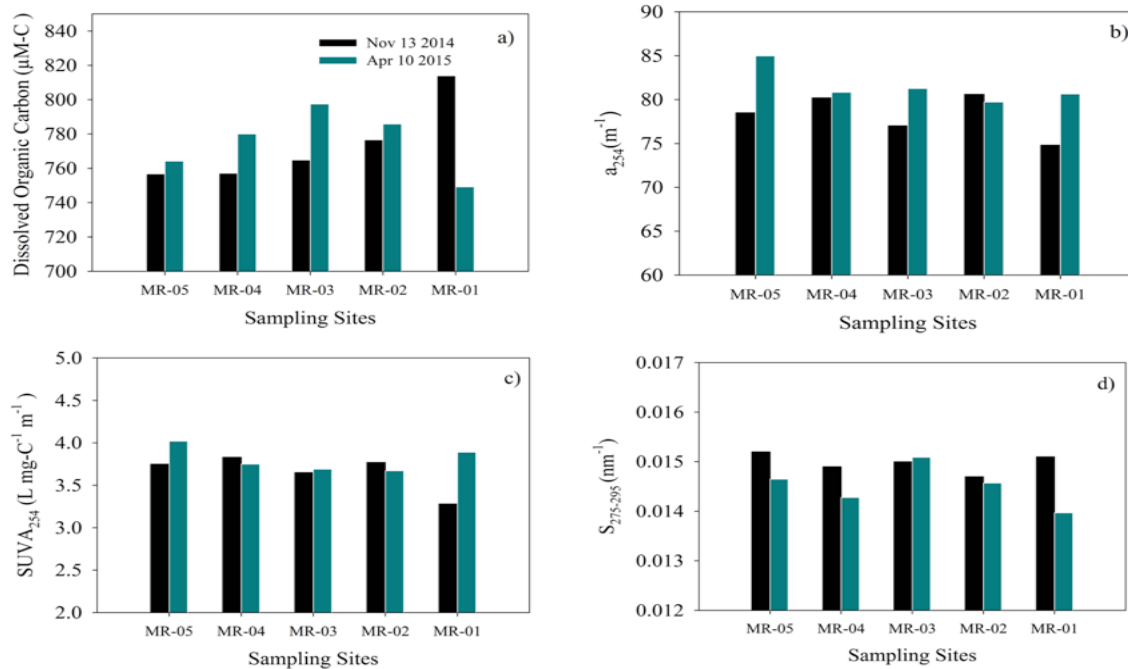 a)
Nov 13 2014
Apr 10 2015
Dissolved Organic Carbon (µM-C)
840
820
800
780
760
740
720
700
MR-05 MR-04 MR-03 MR-02 MR-01
Sampling Sites
b)
a254(m-1)
90
85
80
75
70
65
60
MR-05 MR-04 MR-03 MR-02 MR-01
Sampling Sites
c)
SUVA254 (L mg-C-1 m-1)
5.0
4.5
4.0
3.5
3.0
2.5
2.0
MR-05 MR-04 MR-03 MR-02 MR-01
Sampling Sites
d)
S275-295 (nm-1)
0.017
0.016
0.015
0.014
0.013
0.012
MR-05 MR-04 MR-03 MR-02 MR-01
Sampling Sites